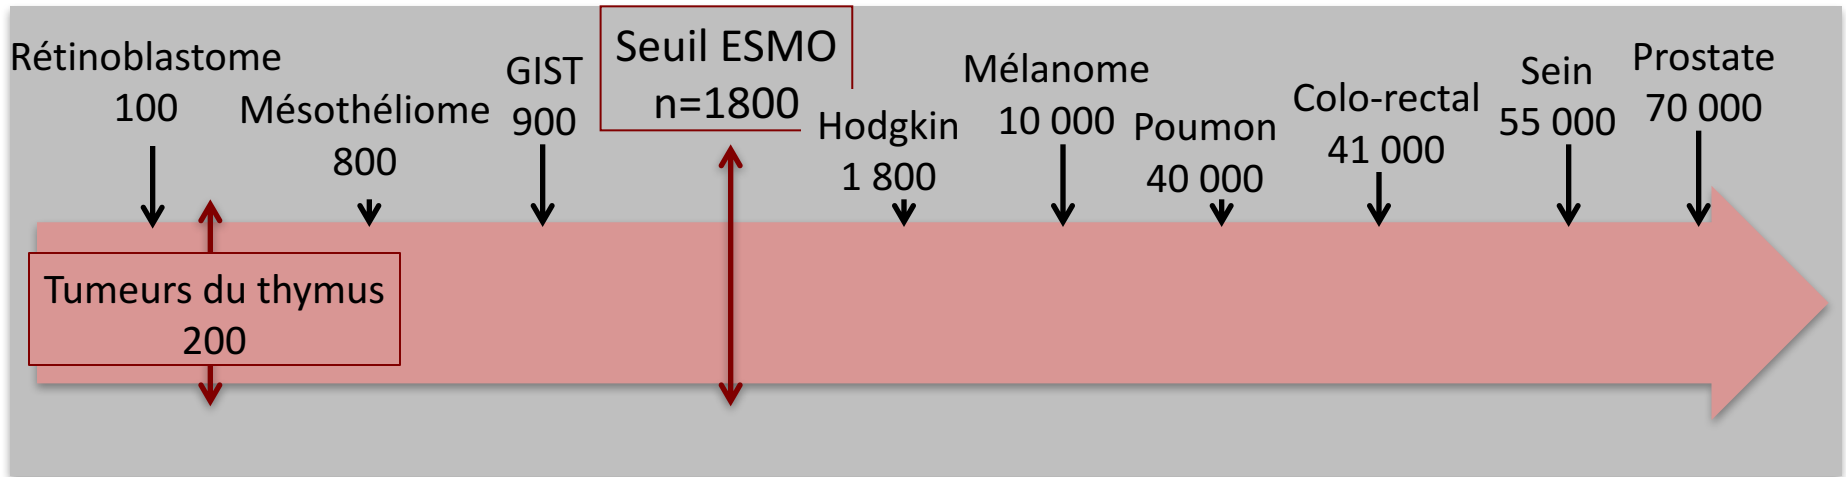 Rétinoblastome
100
Mésothéliome
800
GIST
900
Seuil ESMO
n=1800
Hodgkin
1 800
Mélanome
10 000
Poumon
40 000
Colo-rectal
41 000
Sein
55 000
Prostate
70 000
Tumeurs du thymus
200